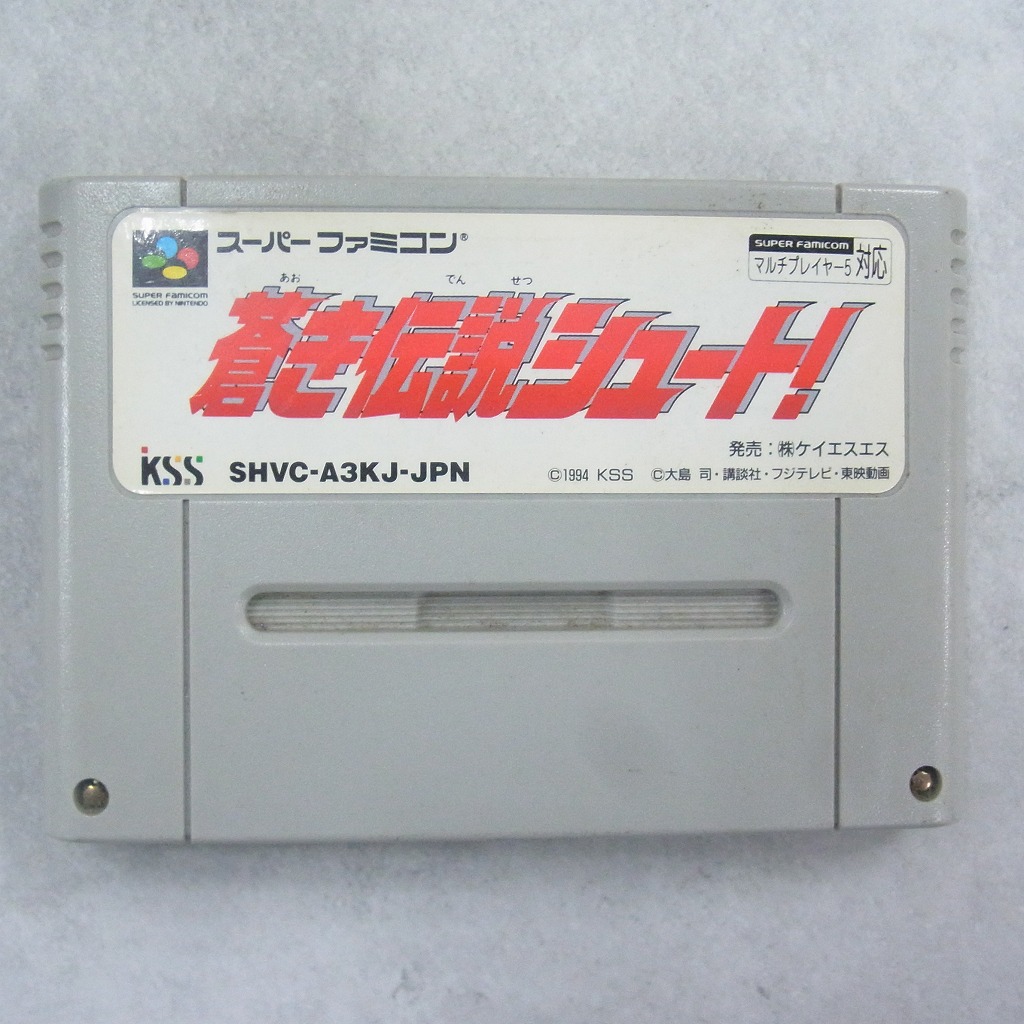 スーパーファミコン®
SUPER FAMICOM
LICENSED BY NINTENDO
SUPER FAMICOM
マルチプレイヤー5 対応
あお でん せつ
蒼き伝説シュート!
発売：㈱ケイエスエス
KSS SHVC-A3KJ-JPN
©1994 KSS ©大島 司・講談社・フジテレビ・東映動画